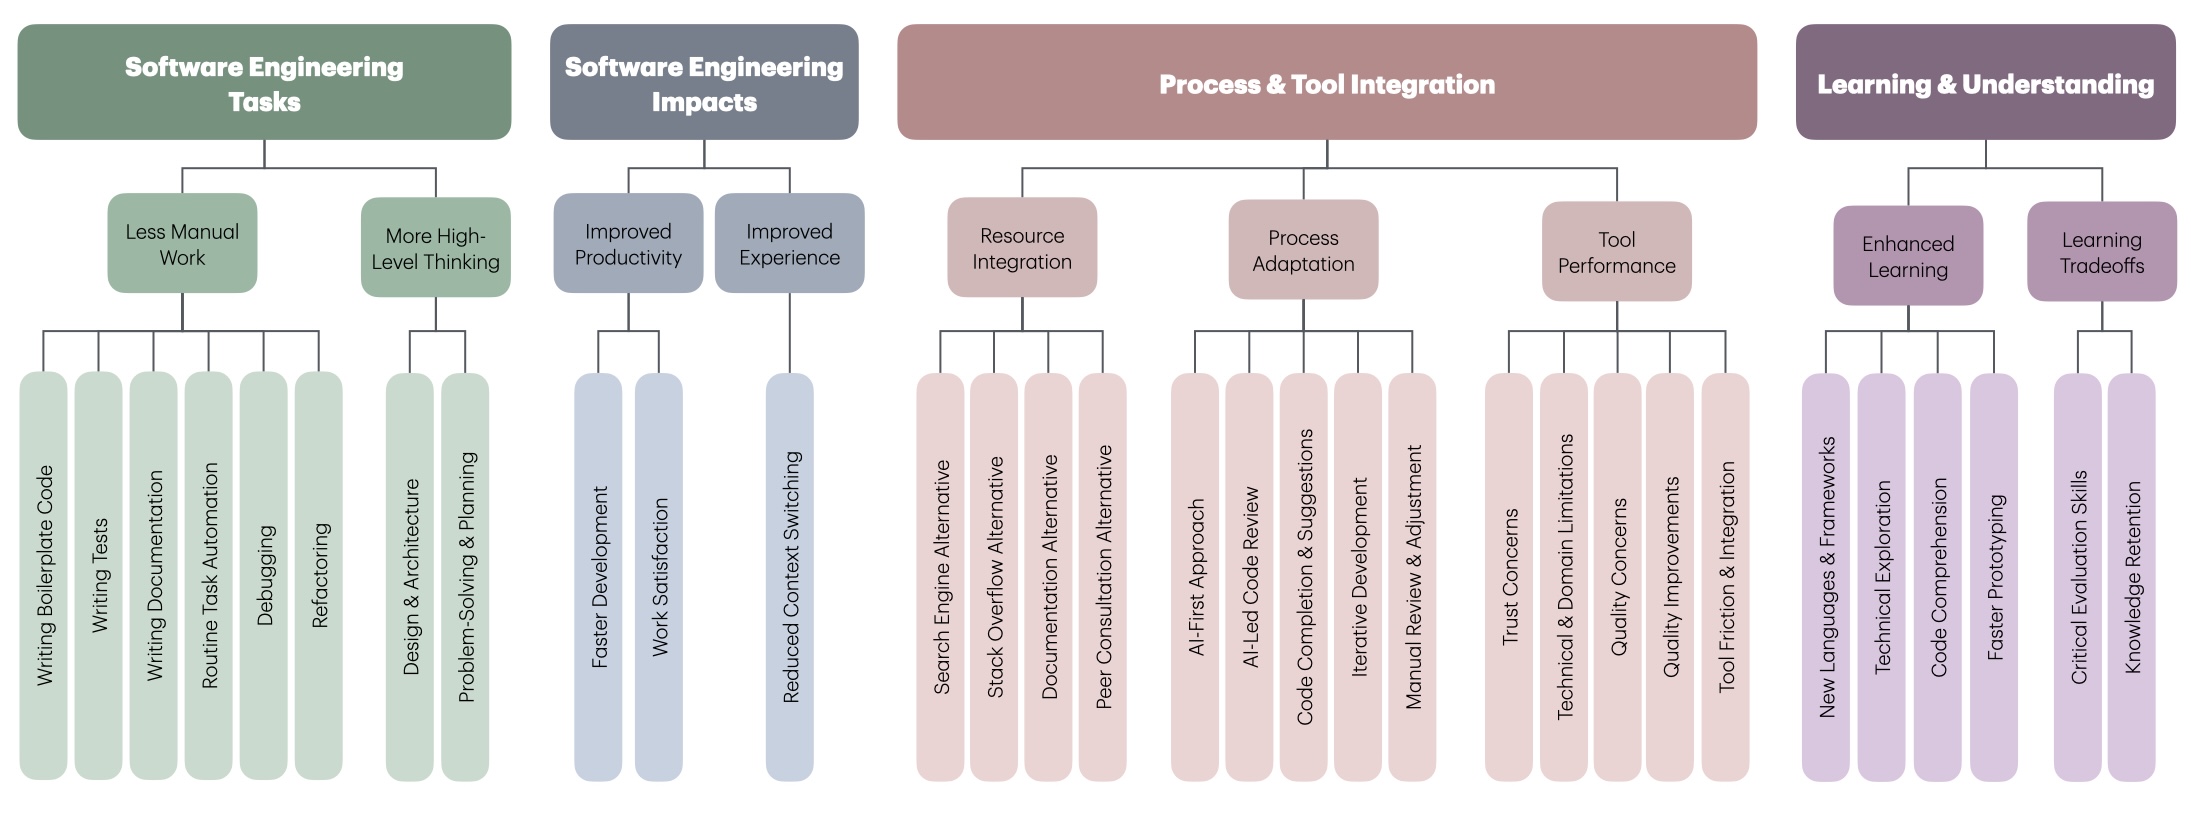 Software Engineering
Tasks
Software Engineering
Impacts
Process & Tool Integration
Learning & Understanding
Less Manual
Work
More High-
Level Thinking
Improved
Productivity
Improved
Experience
Resource
Integration
Process
Adaptation
Tool
Performance
Enhanced
Learning
Learning
Tradeoffs
Writing Boilerplate Code
Writing Tests
Writing Documentation
Routine Task Automation
Debugging
Refactoring
Design & Architecture
Problem-Solving & Planning
Faster Development
Work Satisfaction
Reduced Context Switching
Search Engine Alternative
Stack Overflow Alternative
Documentation Alternative
Peer Consultation Alternative
AI-First Approach
AI-Led Code Review
Code Completion & Suggestions
Iterative Development
Manual Review & Adjustment
Trust Concerns
Technical & Domain Limitations
Quality Concerns
Quality Improvements
Tool Friction & Integration
New Languages & Frameworks
Technical Exploration
Code Comprehension
Faster Prototyping
Critical Evaluation Skills
Knowledge Retention